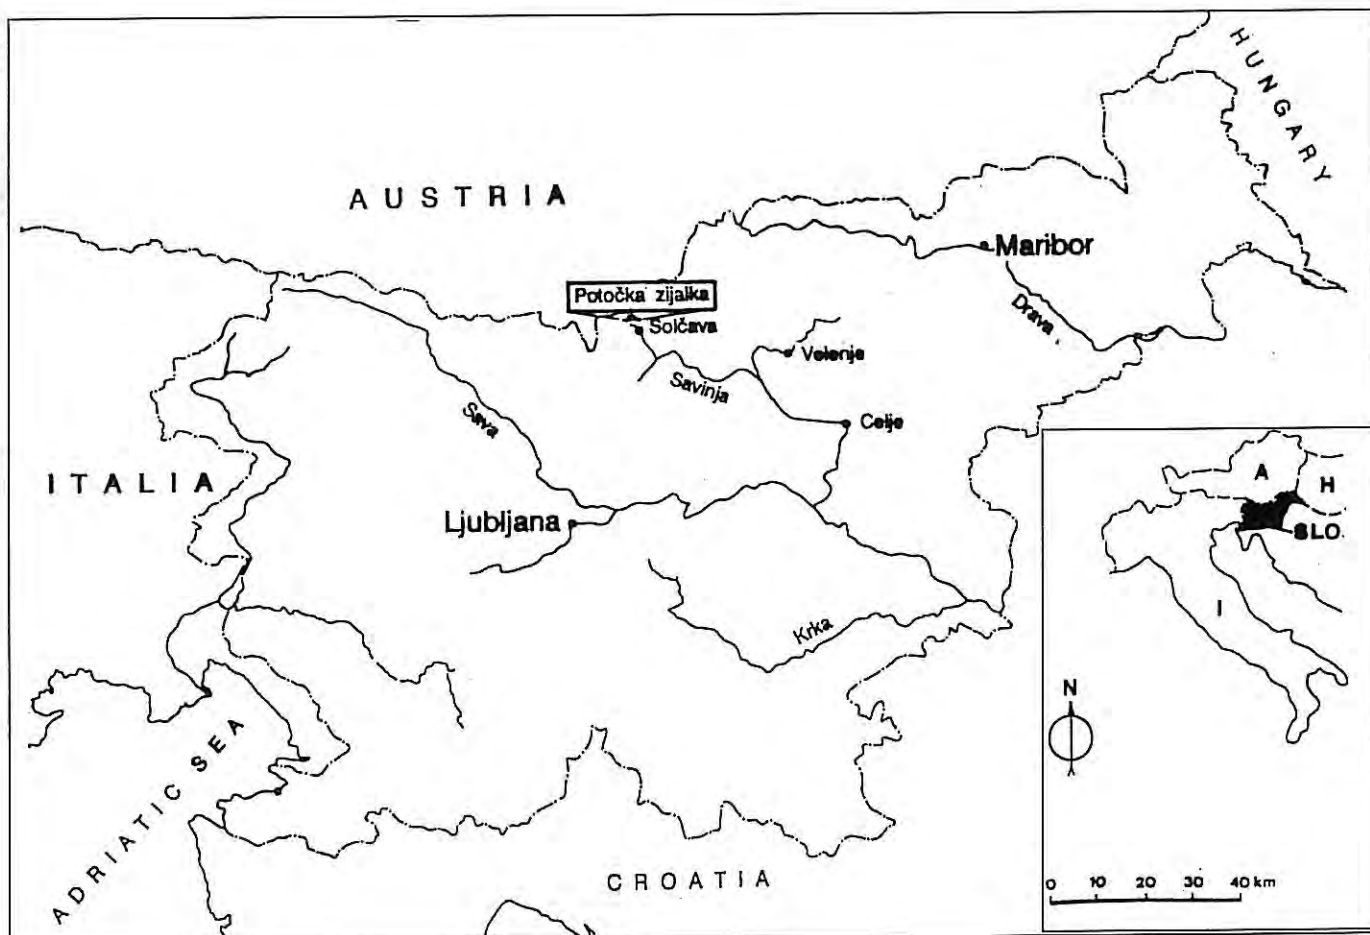 HUNGARY
AUSTRIA
Maribor
Potočka zijalka
Solčava
Drava
Velenje
Savinja
Sava
Celje
ITALIA
Ljubljana
Krka
ADRIATIC SEA
CROATIA
A
H
SLO.
I
N
0 10 20 30 40 km